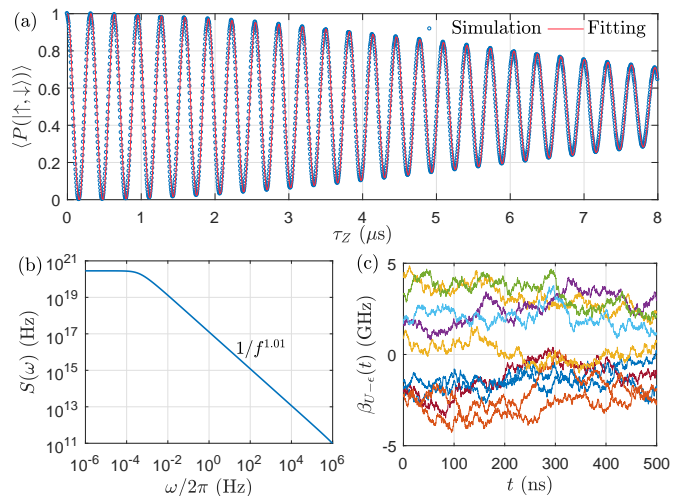 (a)
1
0.8
0.6
0.4
0.2
0
⟨P(|↑,↓⟩)⟩
Simulation Fitting
0 1 2 3 4 5 6 7 8
τ_Z (μs)
(b)
10^21
10^19
10^17
10^15
10^13
10^11
S(ω) (Hz)
1/f^1.01
10^-6 10^-4 10^-2 10^0 10^2 10^4 10^6
ω/2π (Hz)
(c)
5
0
-5
β_{U-ϵ}(t) (GHz)
0 100 200 300 400 500
t (ns)